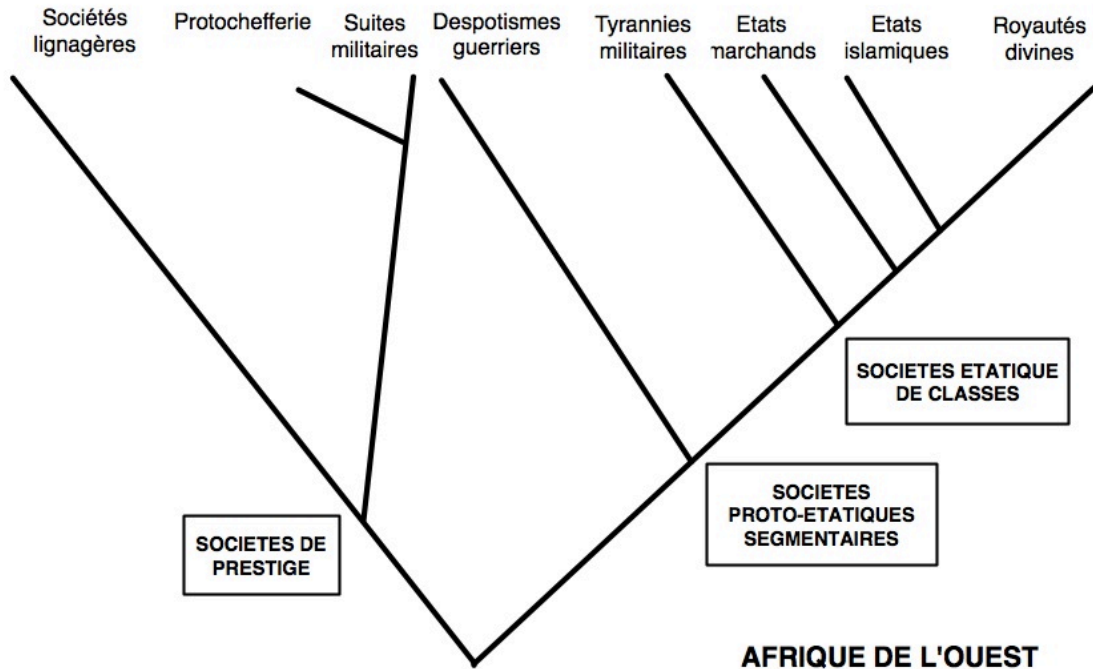 Sociétés
lignagères
Protochefferie
Suites
militaires
Despotismes
guerriers
Tyrannies
militaires
Etats
marchands
Etats
islamiques
Royautés
divines
SOCIETES ETATIQUE
DE CLASSES
SOCIETES
PROTO-ETATIQUES
SEGMENTAIRES
SOCIETES DE
PRESTIGE
AFRIQUE DE L'OUEST